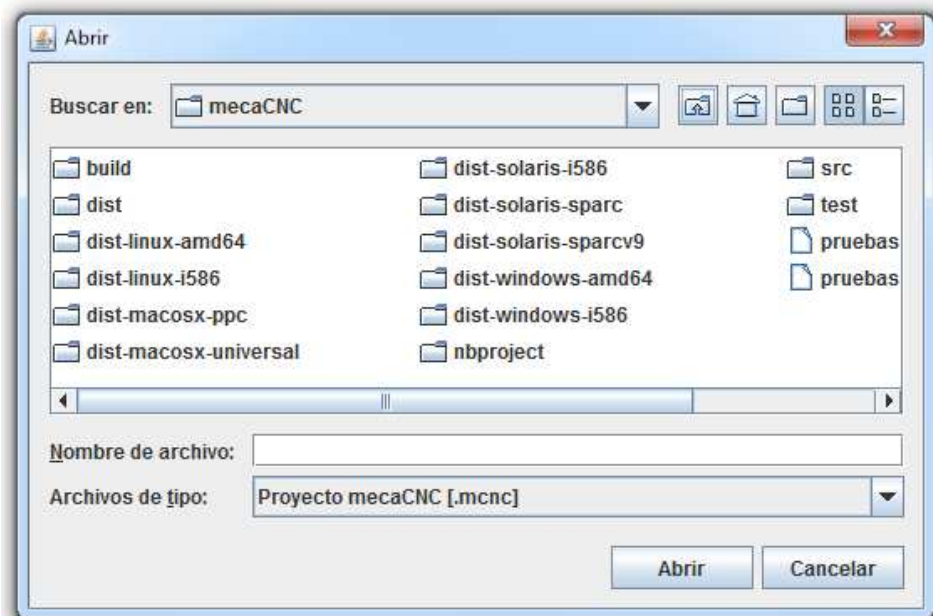 Abrir
Buscar en: mecaCNC
build
dist
dist-linux-amd64
dist-linux-i586
dist-macosx-ppc
dist-macosx-universal
dist-solaris-i586
dist-solaris-sparc
dist-solaris-sparcv9
dist-windows-amd64
dist-windows-i586
nbproject
src
test
pruebas
pruebas
Nombre de archivo:
Archivos de tipo: Proyecto mecaCNC [.mcnc]
Abrir Cancelar